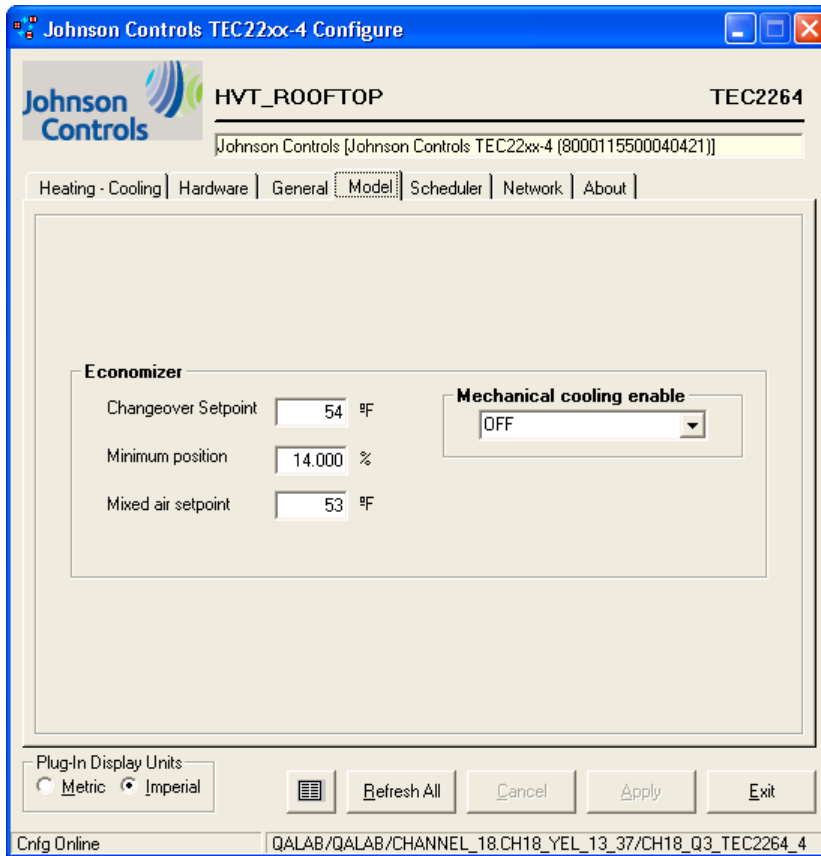 Johnson Controls TEC22xx-4 Configure
Johnson
Controls
HVT_ROOFTOP
TEC2264
Johnson Controls [Johnson Controls TEC22xx-4 (8000115500040421)]
Heating - Cooling Hardware General Model Scheduler Network About
Economizer
Changeover Setpoint 54 ºF
Minimum position 14.000 %
Mixed air setpoint 53 ºF
Mechanical cooling enable
OFF
Plug-In Display Units
Metric Imperial
Refresh All Cancel Apply Exit
Cnfg Online QALAB/QALAB/CHANNEL_18.CH18_YEL_13_37/CH18_Q3_TEC2264_4